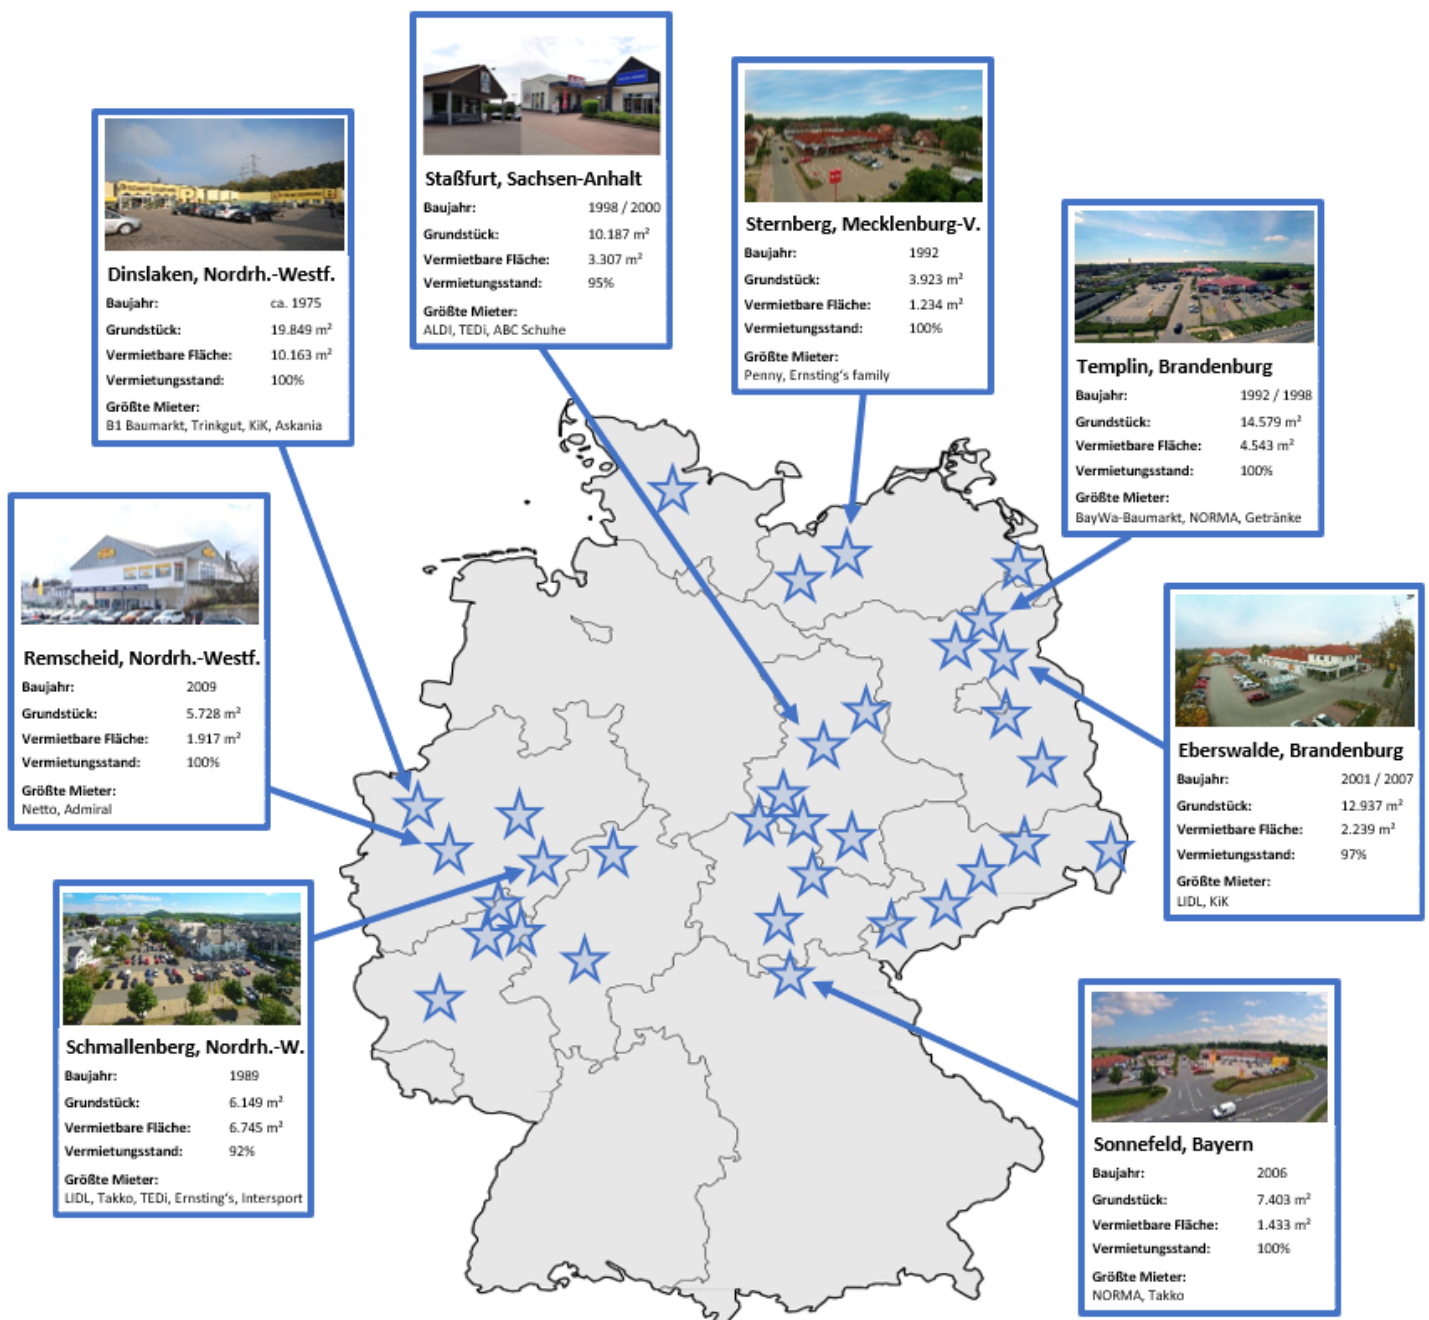 Staßfurt, Sachsen-Anhalt
Baujahr: 1998 / 2000
Grundstück: 10.187 m²
Vermietbare Fläche: 3.307 m²
Vermietungsstand: 95%
Größte Mieter:
ALDI, TEDi, ABC Schuhe
Sternberg, Mecklenburg-V.
Baujahr: 1992
Grundstück: 3.923 m²
Vermietbare Fläche: 1.234 m²
Vermietungsstand: 100%
Größte Mieter:
Penny, Ernsting's family
Dinslaken, Nordrh.-Westf.
Baujahr: ca. 1975
Grundstück: 19.849 m²
Vermietbare Fläche: 10.163 m²
Vermietungsstand: 100%
Größte Mieter:
B1 Baumarkt, Trinkgut, KiK, Askania
Templin, Brandenburg
Baujahr: 1992 / 1998
Grundstück: 14.579 m²
Vermietbare Fläche: 4.543 m²
Vermietungsstand: 100%
Größte Mieter:
BayWa-Baumarkt, NORMA, Getränke
Remscheid, Nordrh.-Westf.
Baujahr: 2009
Grundstück: 5.728 m²
Vermietbare Fläche: 1.917 m²
Vermietungsstand: 100%
Größte Mieter:
Netto, Admiral
Eberswalde, Brandenburg
Baujahr: 2001 / 2007
Grundstück: 12.937 m²
Vermietbare Fläche: 2.239 m²
Vermietungsstand: 97%
Größte Mieter:
LIDL, KiK
Schmallenberg, Nordrh.-W.
Baujahr: 1989
Grundstück: 6.149 m²
Vermietbare Fläche: 6.745 m²
Vermietungsstand: 92%
Größte Mieter:
LIDL, Takko, TEDi, Ernsting's, Intersport
Sonnefeld, Bayern
Baujahr: 2006
Grundstück: 7.403 m²
Vermietbare Fläche: 1.433 m²
Vermietungsstand: 100%
Größte Mieter:
NORMA, Takko